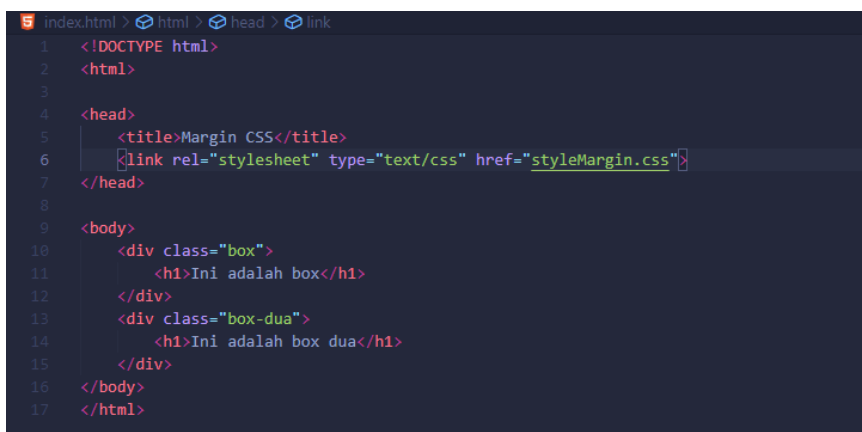 index.html > html > head > link
1 <!DOCTYPE html>
2 <html>
3
4 <head>
5 <title>Margin CSS</title>
6 <link rel="stylesheet" type="text/css" href="styleMargin.css">
7 </head>
8
9 <body>
10 <div class="box">
11 <h1>Ini adalah box</h1>
12 </div>
13 <div class="box-dua">
14 <h1>Ini adalah box dua</h1>
15 </div>
16 </body>
17 </html>